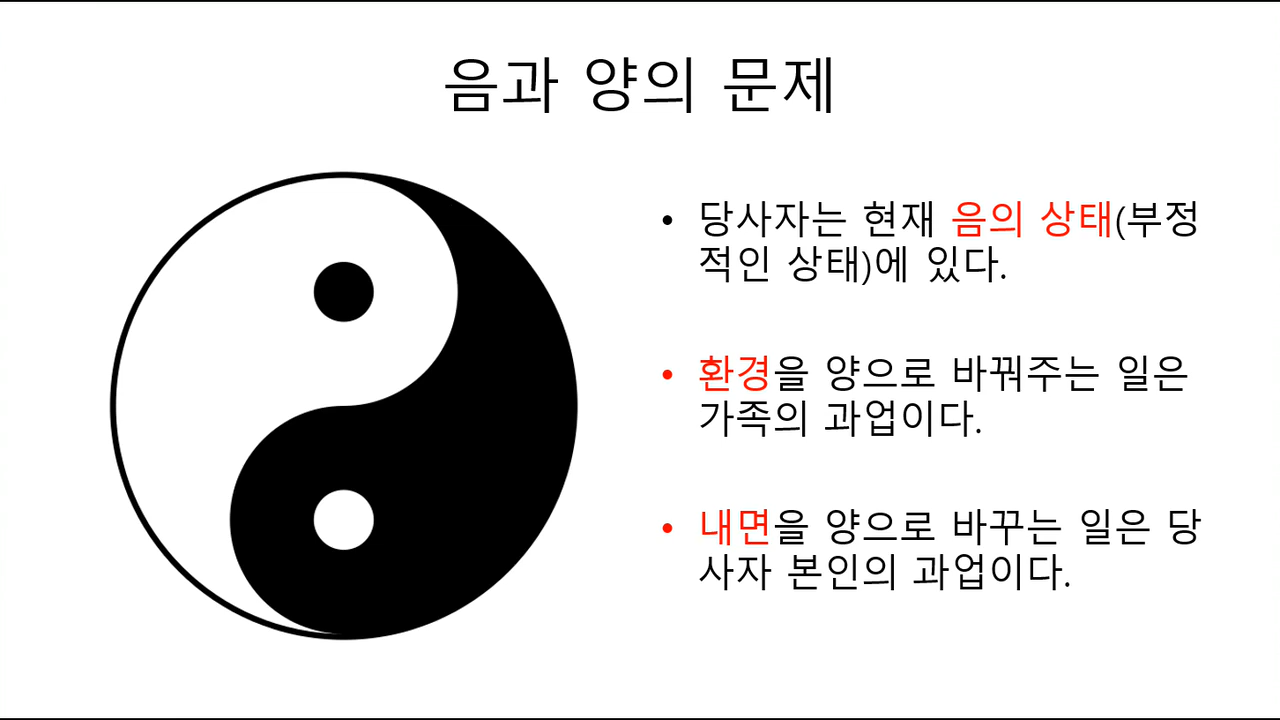 음과 양의 문제
• 당사자는 현재 음의 상태(부정
적인 상태)에 있다.
• 환경을 양으로 바꿔주는 일은
가족의 과업이다.
• 내면을 양으로 바꾸는 일은 당
사자 본인의 과업이다.